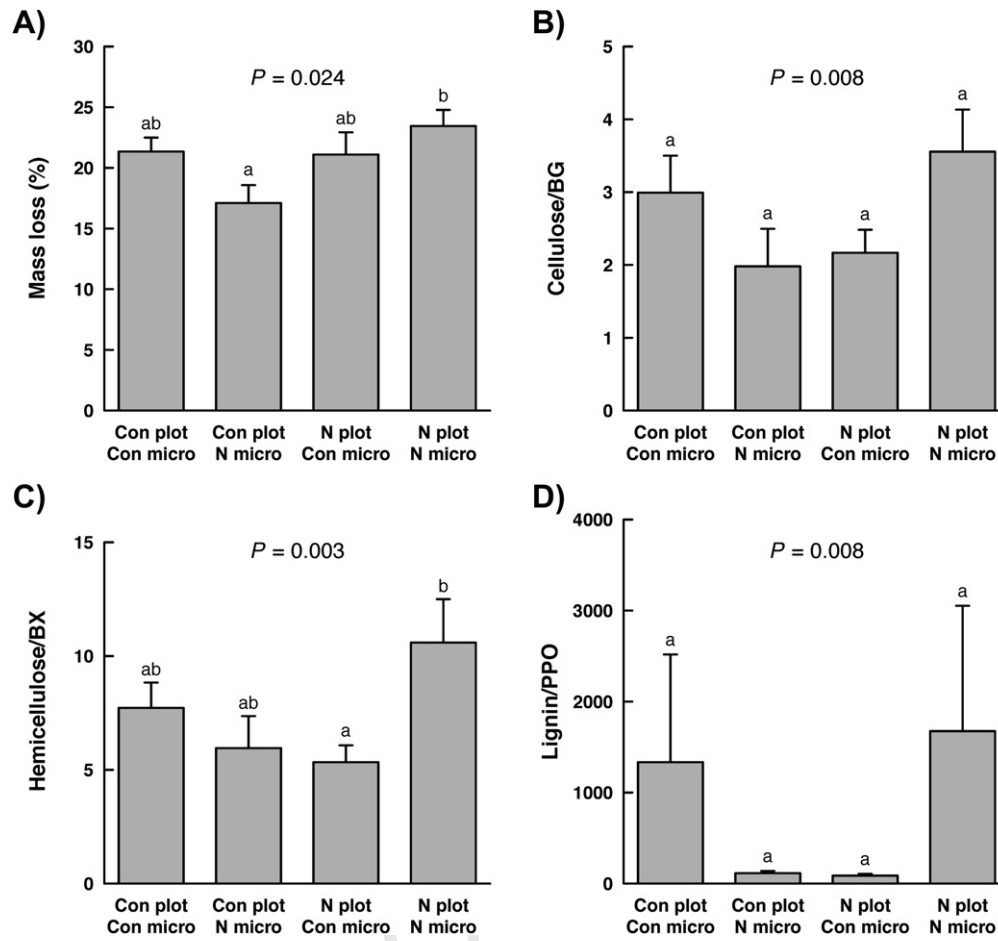 A)
Mass loss (%)
30
25
20
15
10
5
0
P = 0.024
ab
a
ab
b
Con plot Con plot N plot N plot
Con micro N micro Con micro N micro
B)
Cellulose/BG
5
4
3
2
1
0
P = 0.008
a
a
a
a
Con plot Con plot N plot N plot
Con micro N micro Con micro N micro
C)
Hemicellulose/BX
15
10
5
0
P = 0.003
ab
ab
a
b
Con plot Con plot N plot N plot
Con micro N micro Con micro N micro
D)
Lignin/PPO
4000
3000
2000
1000
0
P = 0.008
a
a
a
a
Con plot Con plot N plot N plot
Con micro N micro Con micro N micro